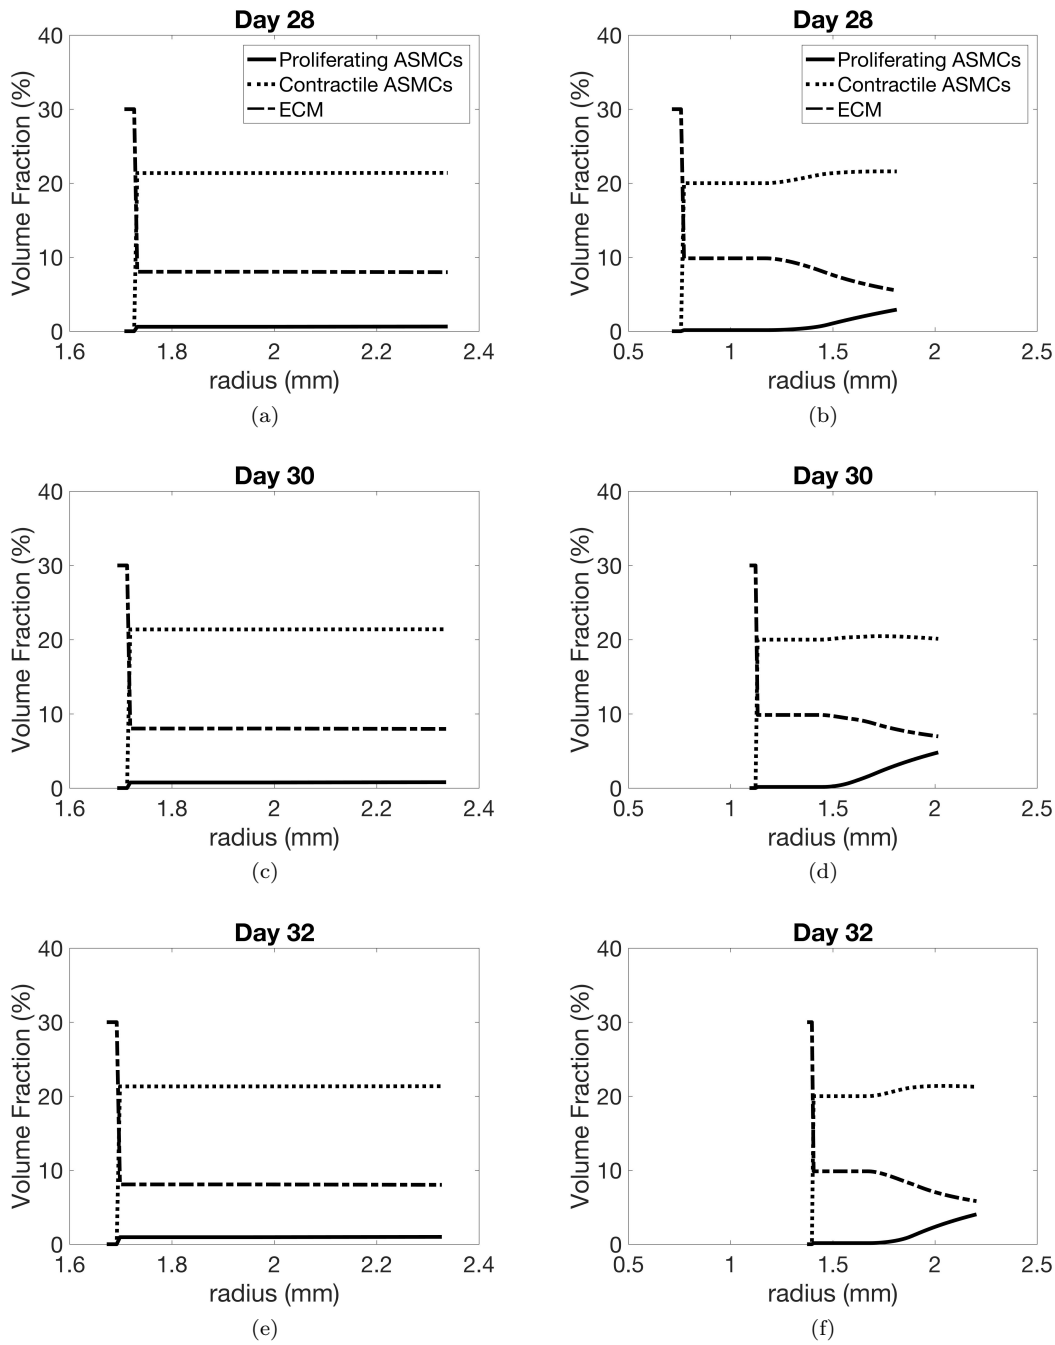 Day 28
40
30
20
10
0
Volume Fraction (%)
Proliferating ASMCs
Contractile ASMCs
ECM
1.6 1.8 2 2.2 2.4
radius (mm)
(a)
Day 28
40
30
20
10
0
Volume Fraction (%)
Proliferating ASMCs
Contractile ASMCs
ECM
0.5 1 1.5 2 2.5
radius (mm)
(b)
Day 30
40
30
20
10
0
Volume Fraction (%)
1.6 1.8 2 2.2 2.4
radius (mm)
(c)
Day 30
40
30
20
10
0
Volume Fraction (%)
0.5 1 1.5 2 2.5
radius (mm)
(d)
Day 32
40
30
20
10
0
Volume Fraction (%)
1.6 1.8 2 2.2 2.4
radius (mm)
(e)
Day 32
40
30
20
10
0
Volume Fraction (%)
0.5 1 1.5 2 2.5
radius (mm)
(f)